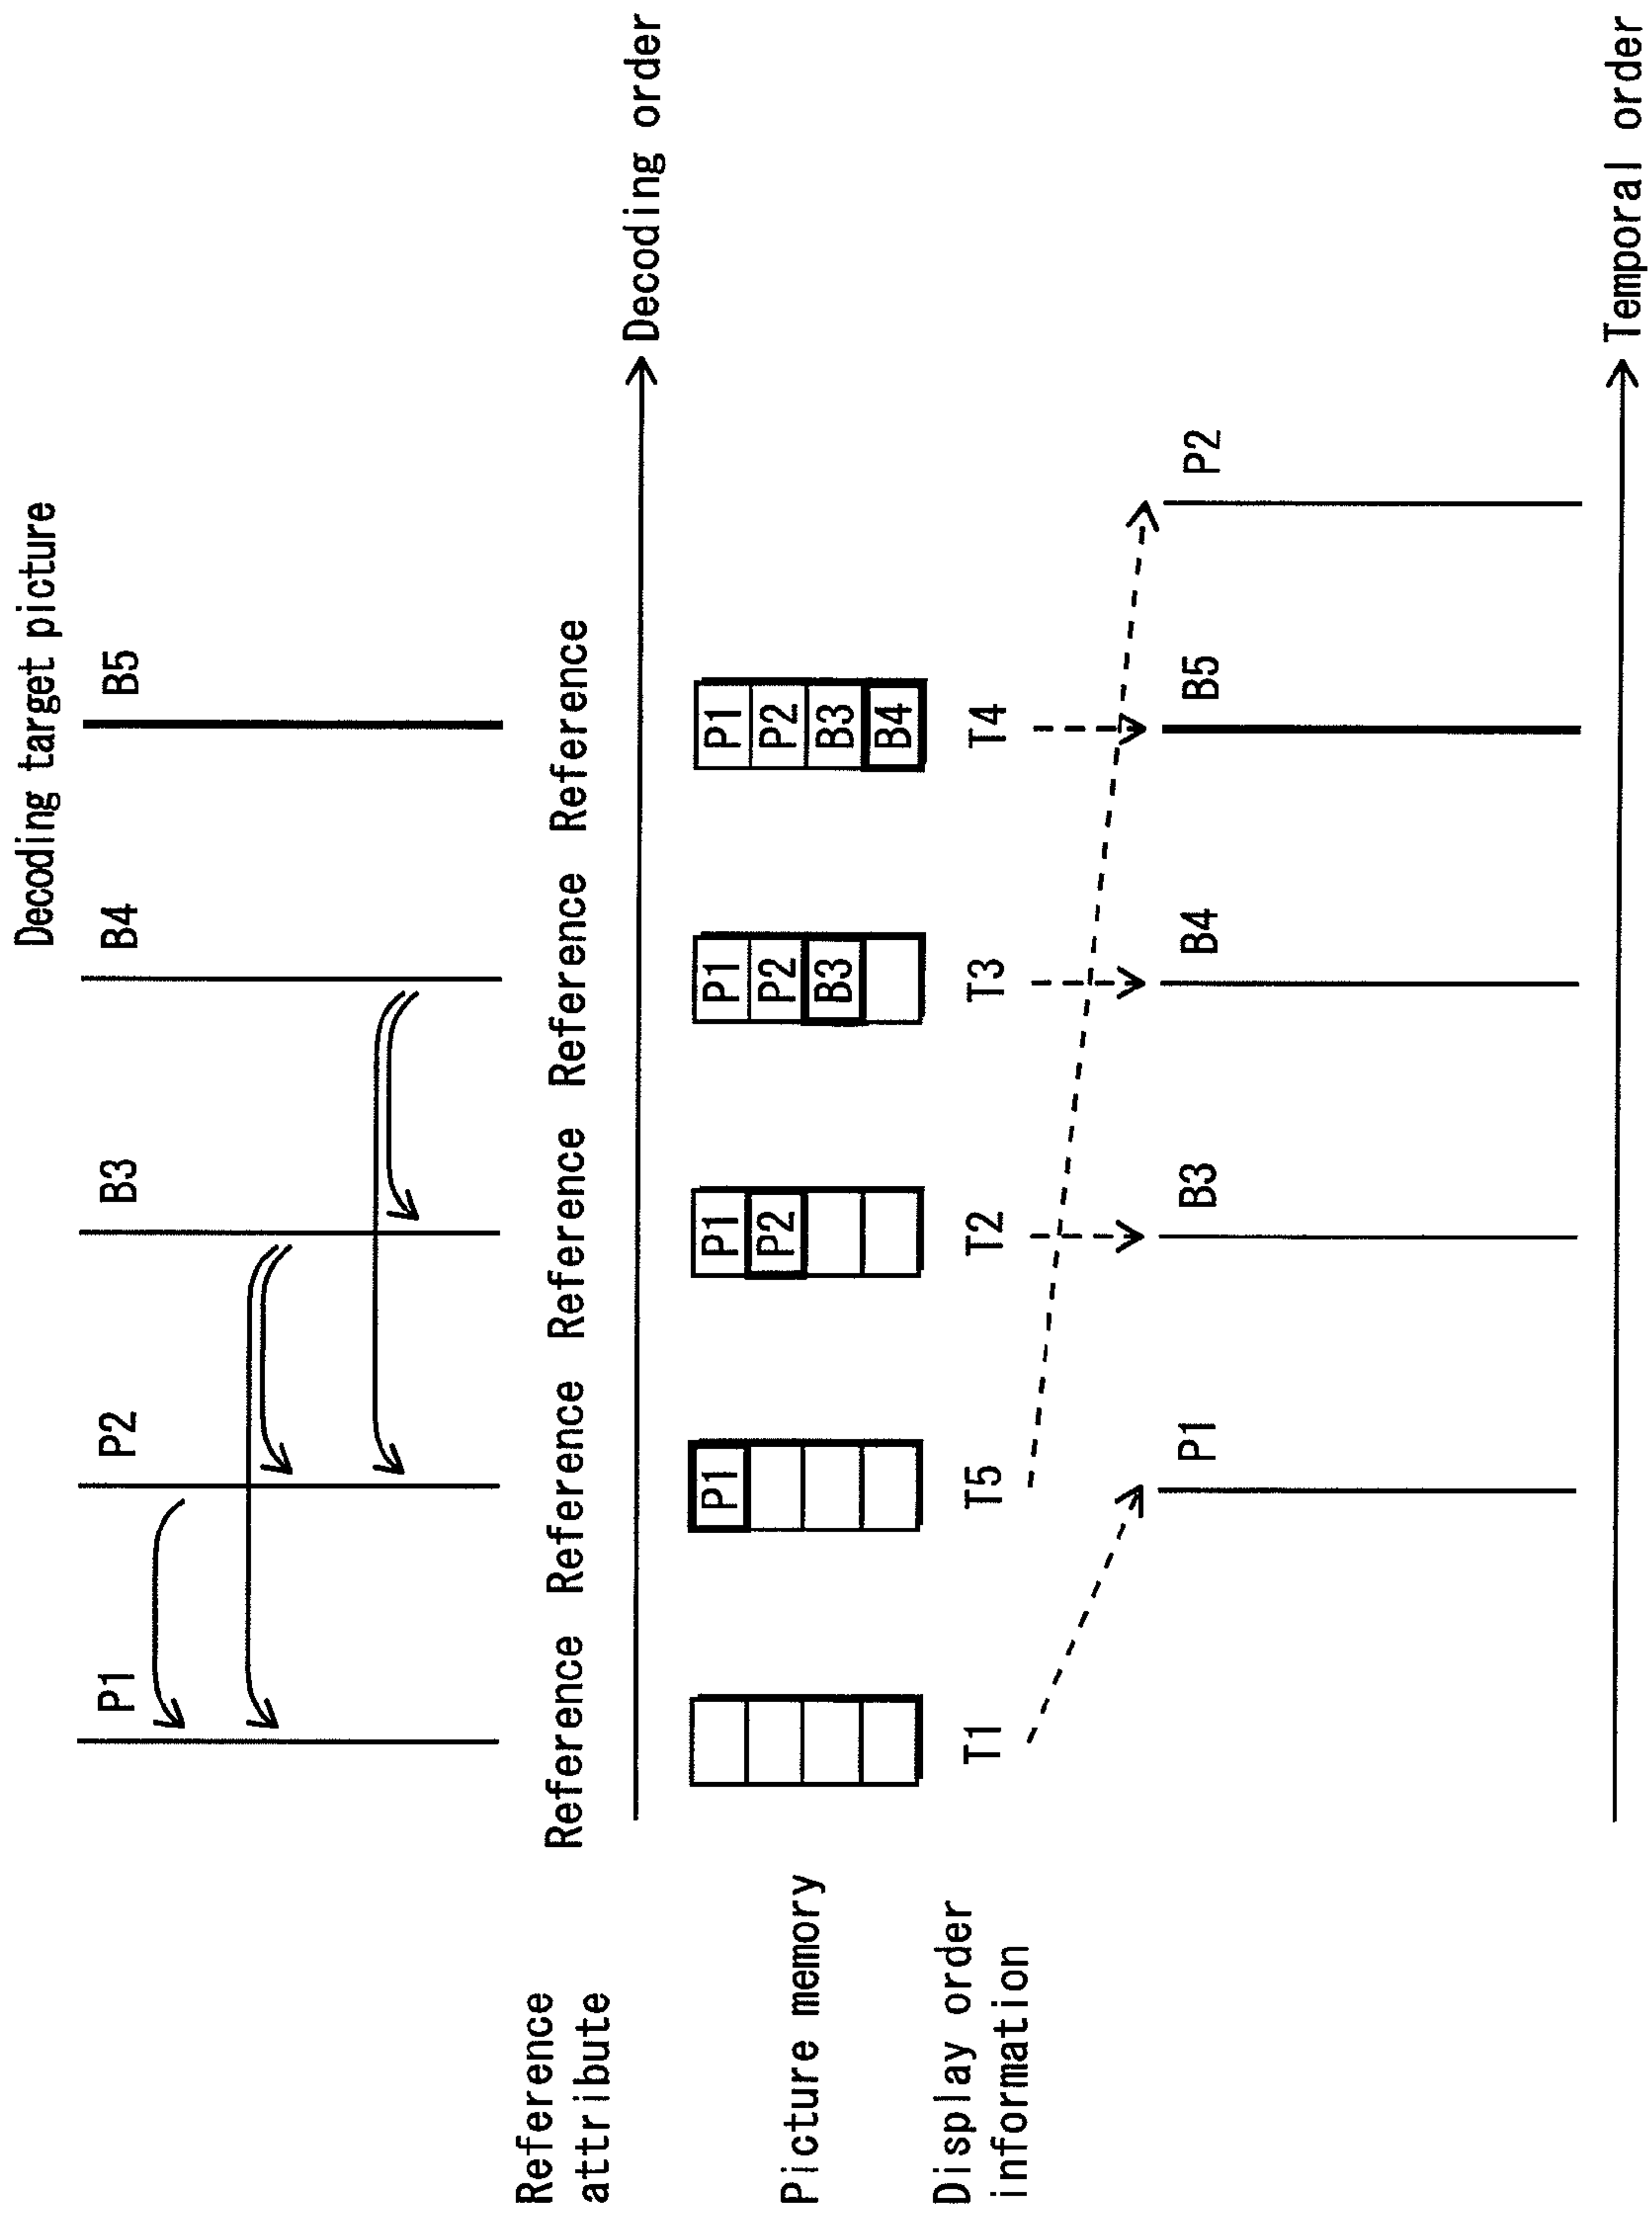 Decoding target picture
P1 P2 B3 B4 B5
Reference attribute
Reference Reference Reference Reference Reference
Decoding order
Picture memory
P1
P1 P2
P1 P2 B3
P1 P2 B3 B4
Display order information
T1 T5 T2 T3 T4
P1 B3 B4 B5 P2
Temporal order